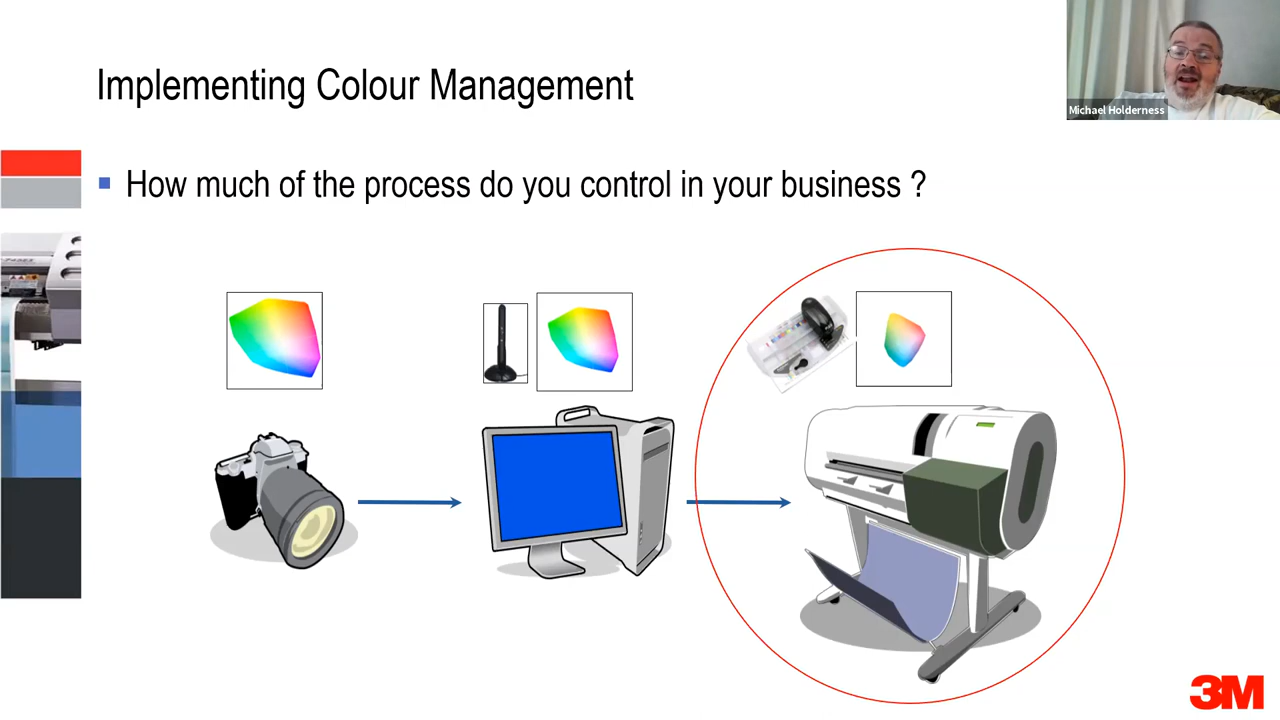 Implementing Colour Management
Michael Holderness
How much of the process do you control in your business ?
3M